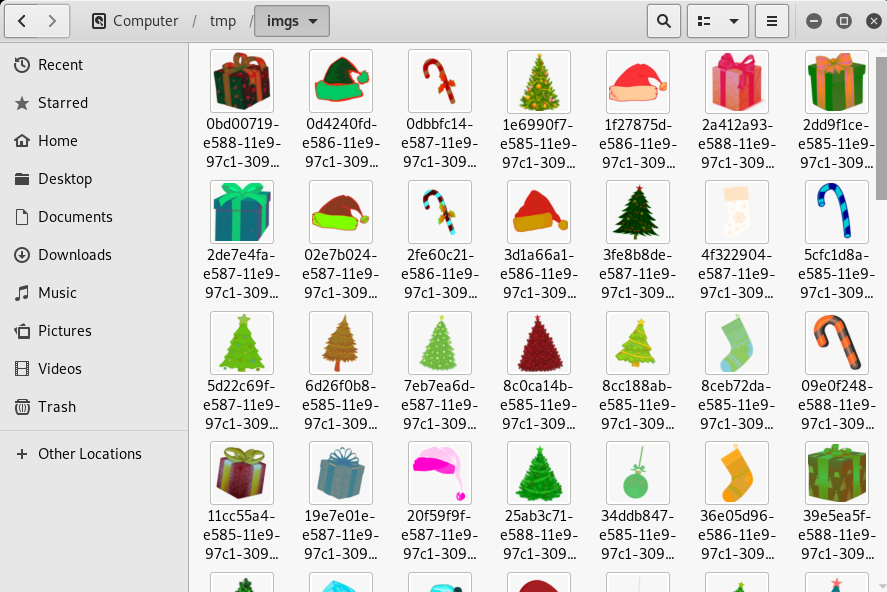 Computer / tmp / imgs
Recent
Starred
Home
Desktop
Documents
Downloads
Music
Pictures
Videos
Trash
+ Other Locations
0bd00719-
e588-11e9-
97c1-309...
0d4240fd-
e586-11e9-
97c1-309...
0dbbfc14-
e587-11e9-
97c1-309...
1e6990f7-
e585-11e9-
97c1-309...
1f27875d-
e586-11e9-
97c1-309...
2a412a93-
e588-11e9-
97c1-309...
2dd9f1ce-
e585-11e9-
97c1-309...
2de7e4fa-
e587-11e9-
97c1-309...
02e7b024-
e587-11e9-
97c1-309...
2fe60c21-
e586-11e9-
97c1-309...
3d1a66a1-
e586-11e9-
97c1-309...
3fe8b8de-
e587-11e9-
97c1-309...
4f322904-
e587-11e9-
97c1-309...
5cfc1d8a-
e585-11e9-
97c1-309...
5d22c69f-
e587-11e9-
97c1-309...
6d26f0b8-
e585-11e9-
97c1-309...
7eb7ea6d-
e587-11e9-
97c1-309...
8c0ca14b-
e585-11e9-
97c1-309...
8cc188ab-
e585-11e9-
97c1-309...
8ceb72da-
e585-11e9-
97c1-309...
09e0f248-
e588-11e9-
97c1-309...
11cc55a4-
e585-11e9-
97c1-309...
19e7e01e-
e587-11e9-
97c1-309...
20f59f9f-
e587-11e9-
97c1-309...
25ab3c71-
e588-11e9-
97c1-309...
34ddb847-
e585-11e9-
97c1-309...
36e05d96-
e586-11e9-
97c1-309...
39e5ea5f-
e588-11e9-
97c1-309...